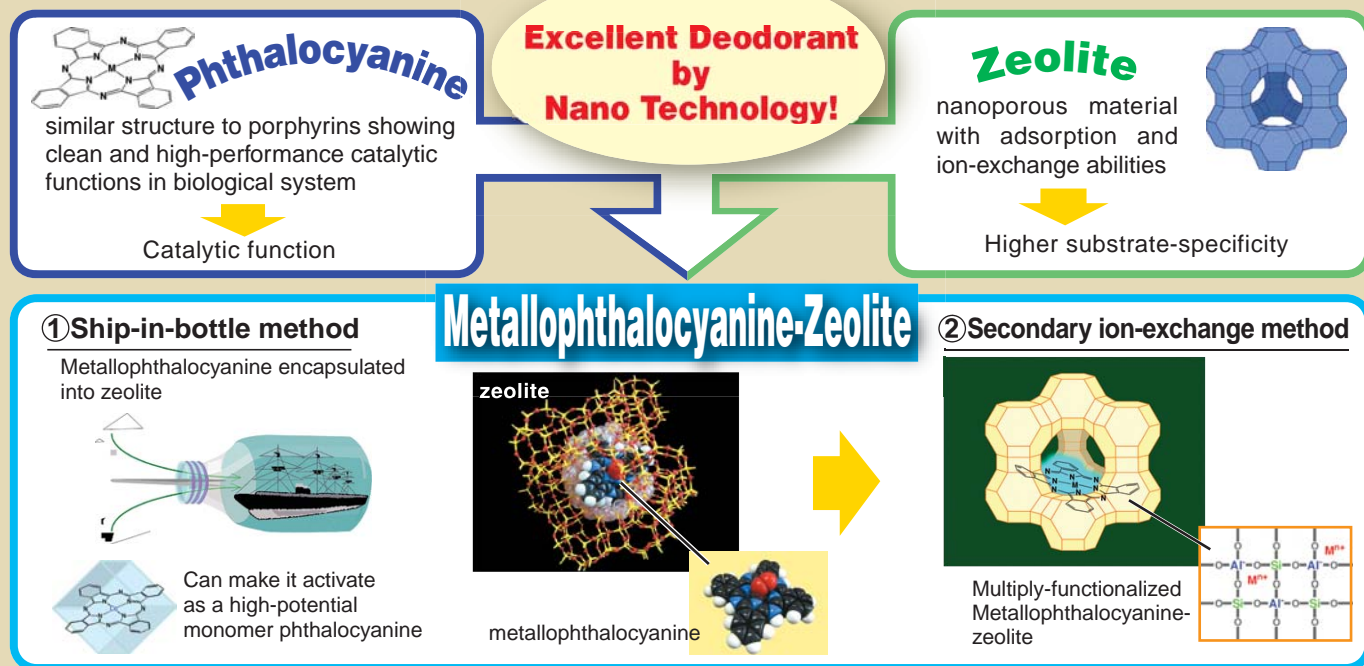 Phthalocyanine
similar structure to porphyrins showing
clean and high-performance catalytic
functions in biological system
Catalytic function
Excellent Deodorant
by
Nano Technology!
Zeolite
nanoporous material
with adsorption and
ion-exchange abilities
Higher substrate-specificity
Metallophthalocyanine-Zeolite
①Ship-in-bottle method
Metallophthalocyanine encapsulated
into zeolite
Can make it activate
as a high-potential
monomer phthalocyanine
zeolite
metallophthalocyanine
②Secondary ion-exchange method
Multiply-functionalized
Metallophthalocyanine-
zeolite